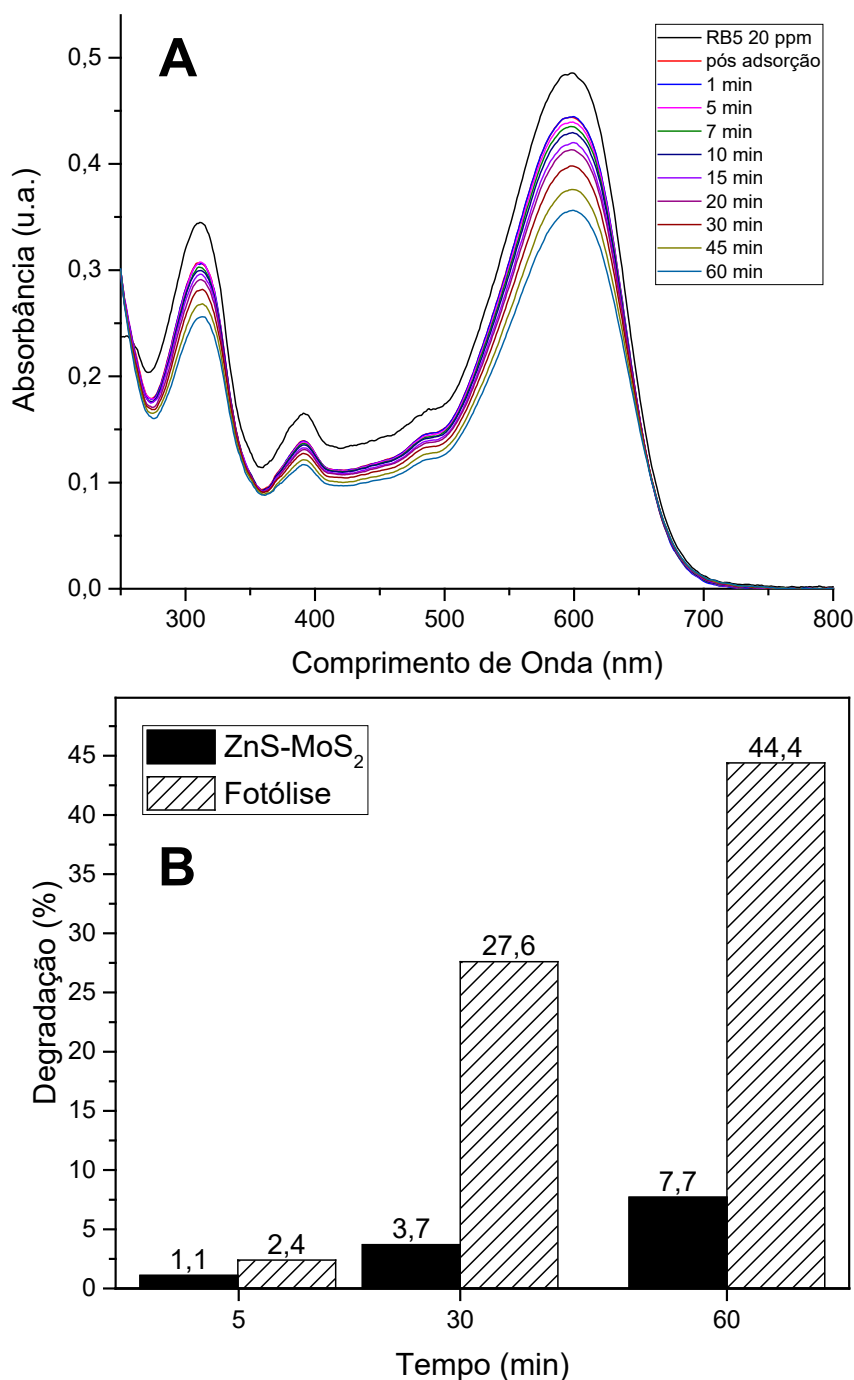 A
RB5 20 ppm
pós adsorção
1 min
5 min
7 min
10 min
15 min
20 min
30 min
45 min
60 min
0,5
0,4
0,3
0,2
0,1
0,0
Absorbância (u.a.)
300 400 500 600 700 800
Comprimento de Onda (nm)
ZnS-MoS₂
Fotólise
B
45
40
35
30
25
20
15
10
5
0
Degradação (%)
1,1 2,4 3,7 27,6 7,7 44,4
5 30 60
Tempo (min)